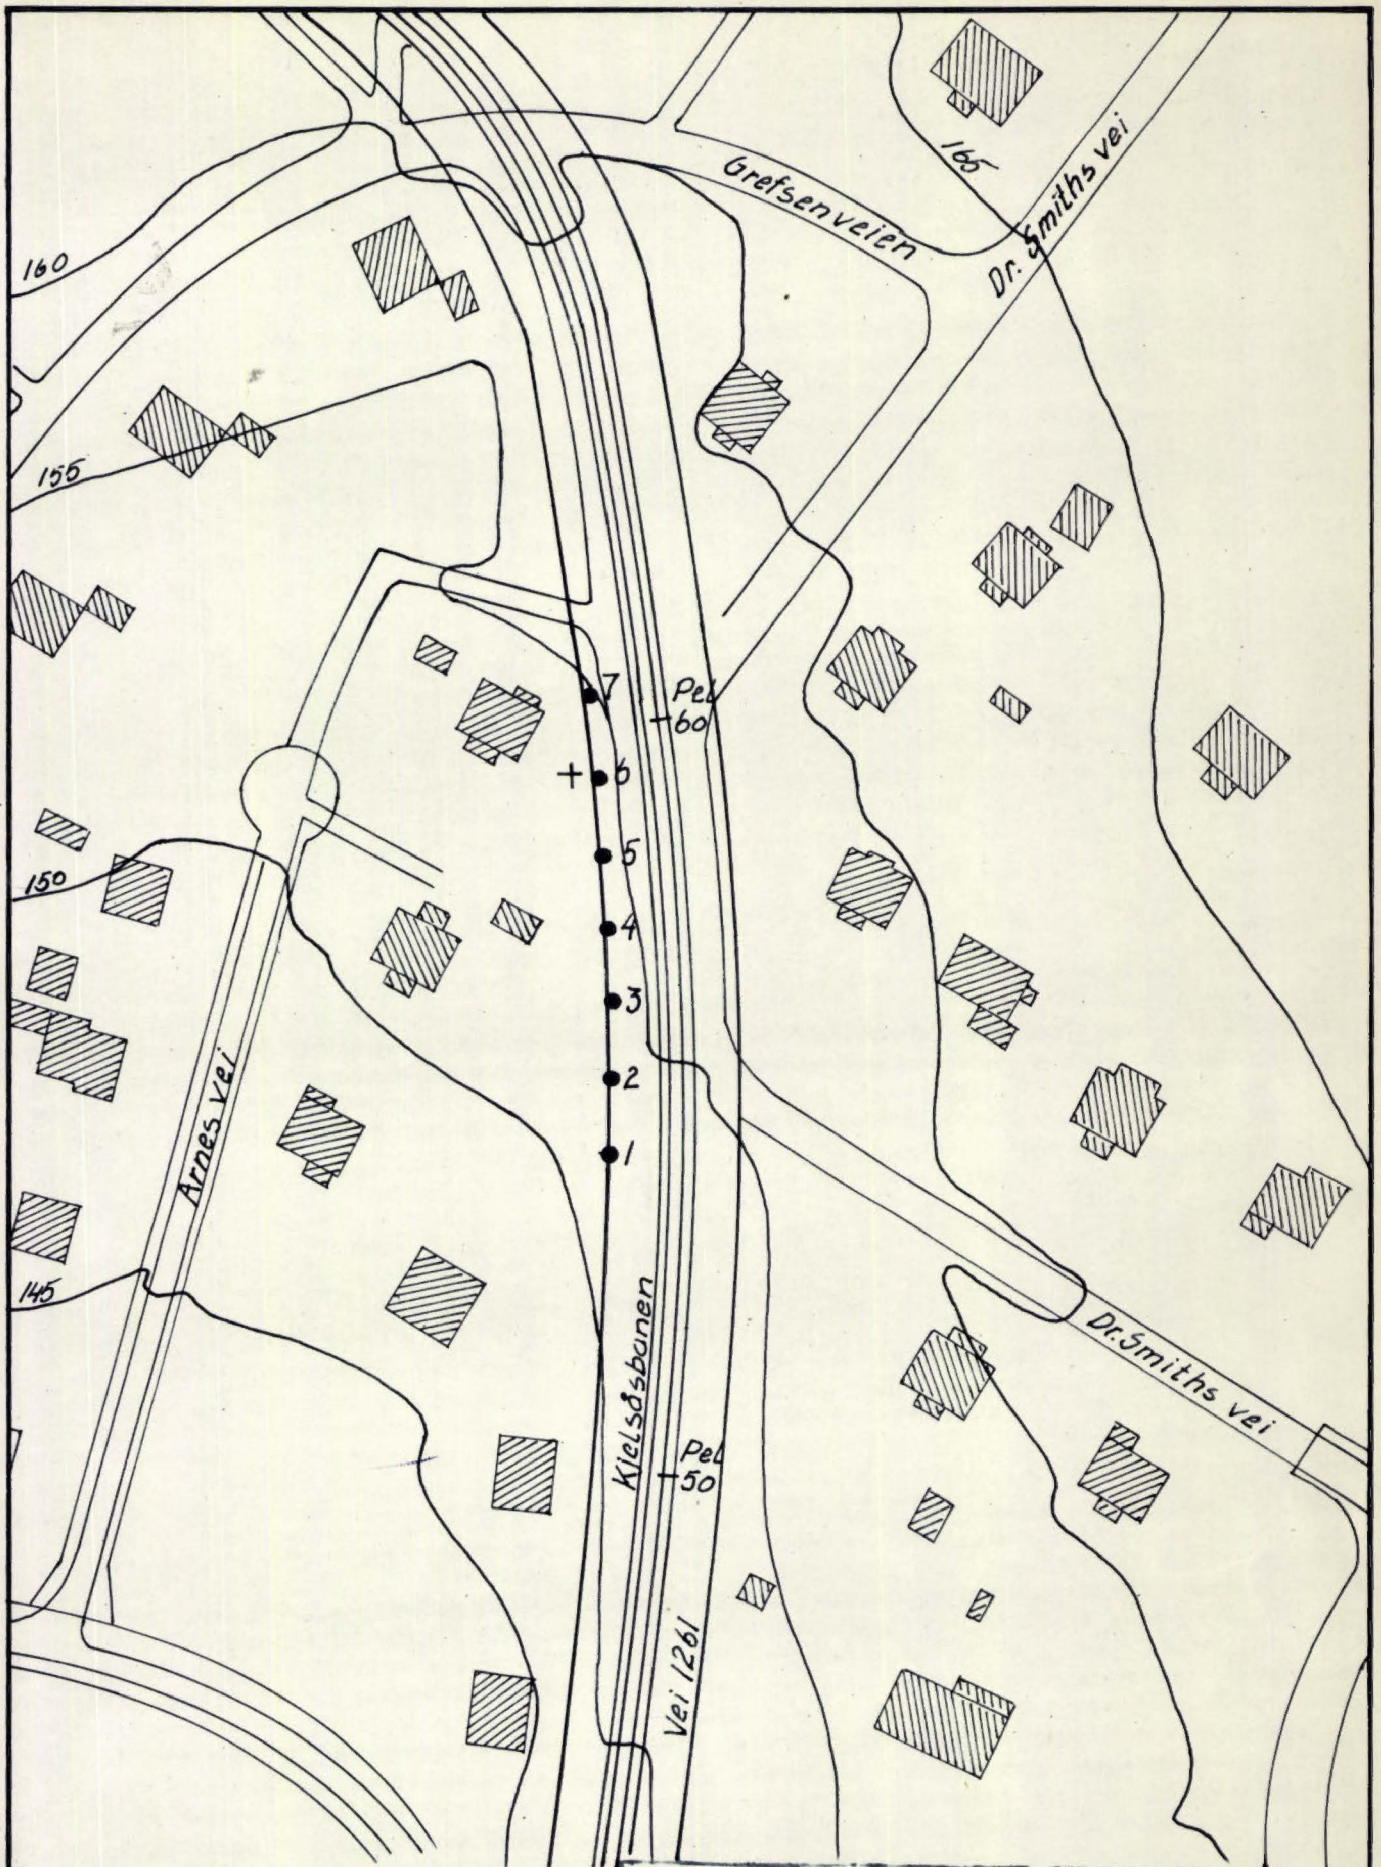 165
Grefsenveien
Dr. Smiths vei
160
155
7
Pel
60
6
5
150
4
3
2
Arnes vei
1
145
Kjelsåsbanen
Dr. Smiths vei
Pel
50
Vei 1261